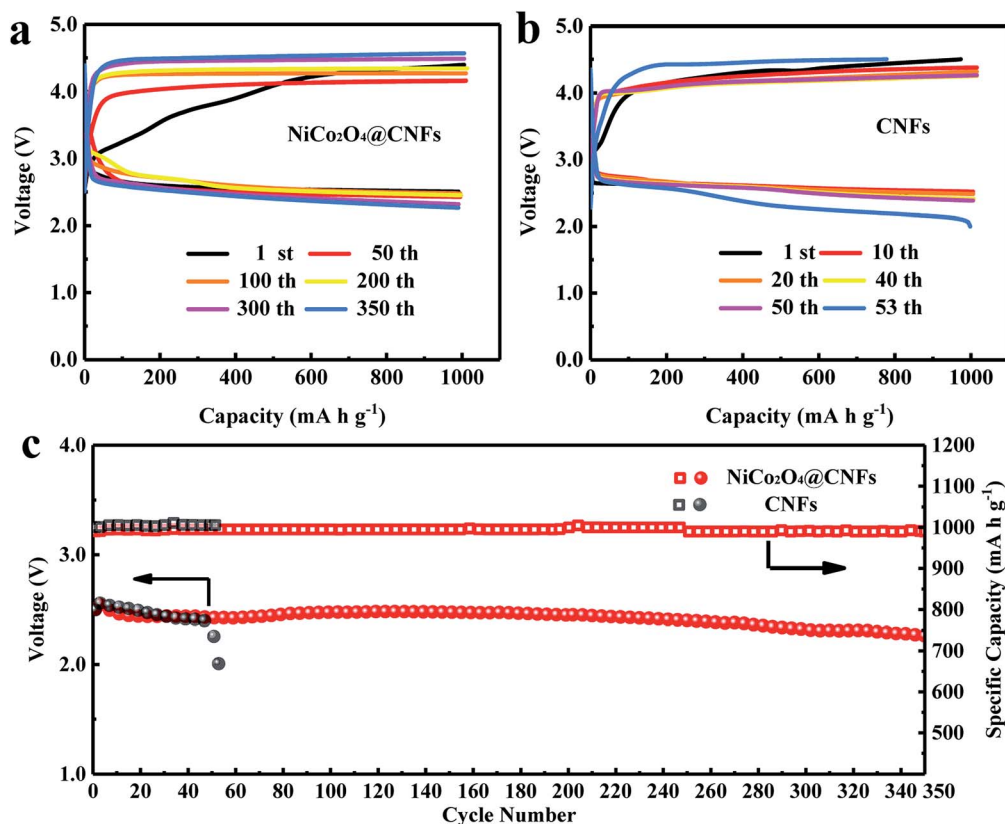 a
5.0
4.0
3.0
2.0
1.0
0.0
Voltage (V)
NiCo₂O₄@CNFs
1 st
50 th
100 th
200 th
300 th
350 th
0 200 400 600 800 1000
Capacity (mA h g⁻¹)
b
5.0
4.0
3.0
2.0
1.0
0.0
Voltage (V)
CNFs
1 st
10 th
20 th
40 th
50 th
53 th
0 200 400 600 800 1000
Capacity (mA h g⁻¹)
c
4.0
3.0
2.0
1.0
Voltage (V)
NiCo₂O₄@CNFs
CNFs
1200
1100
1000
900
800
700
600
500
Specific Capacity (mA h g⁻¹)
0 20 40 60 80 100 120 140 160 180 200 220 240 260 280 300 320 350
Cycle Number